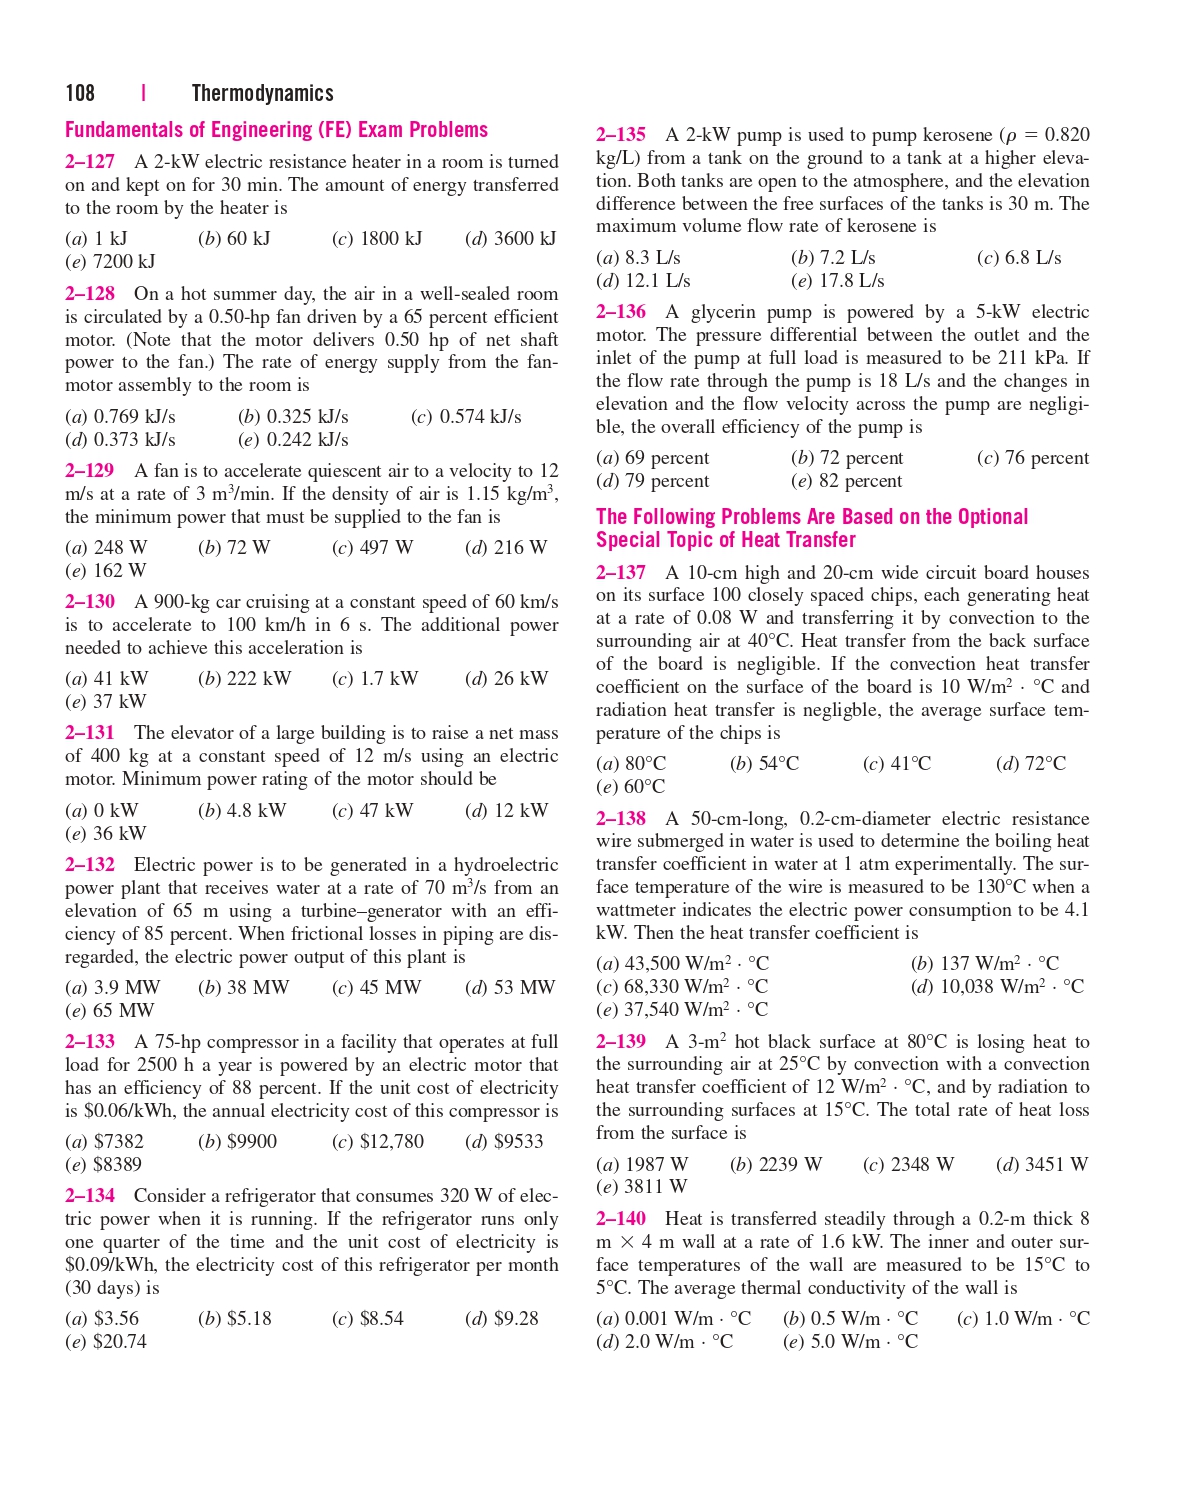 108 | Thermodynamics
Fundamentals of Engineering (FE) Exam Problems
2–127 A 2-kW electric resistance heater in a room is turned
on and kept on for 30 min. The amount of energy transferred
to the room by the heater is
(a) 1 kJ (b) 60 kJ (c) 1800 kJ (d) 3600 kJ
(e) 7200 kJ
2–128 On a hot summer day, the air in a well-sealed room
is circulated by a 0.50-hp fan driven by a 65 percent efficient
motor. (Note that the motor delivers 0.50 hp of net shaft
power to the fan.) The rate of energy supply from the fan-
motor assembly to the room is
(a) 0.769 kJ/s (b) 0.325 kJ/s (c) 0.574 kJ/s
(d) 0.373 kJ/s (e) 0.242 kJ/s
2–129 A fan is to accelerate quiescent air to a velocity to 12
m/s at a rate of 3 m³/min. If the density of air is 1.15 kg/m³,
the minimum power that must be supplied to the fan is
(a) 248 W (b) 72 W (c) 497 W (d) 216 W
(e) 162 W
2–130 A 900-kg car cruising at a constant speed of 60 km/s
is to accelerate to 100 km/h in 6 s. The additional power
needed to achieve this acceleration is
(a) 41 kW (b) 222 kW (c) 1.7 kW (d) 26 kW
(e) 37 kW
2–131 The elevator of a large building is to raise a net mass
of 400 kg at a constant speed of 12 m/s using an electric
motor. Minimum power rating of the motor should be
(a) 0 kW (b) 4.8 kW (c) 47 kW (d) 12 kW
(e) 36 kW
2–132 Electric power is to be generated in a hydroelectric
power plant that receives water at a rate of 70 m³/s from an
elevation of 65 m using a turbine–generator with an effi-
ciency of 85 percent. When frictional losses in piping are dis-
regarded, the electric power output of this plant is
(a) 3.9 MW (b) 38 MW (c) 45 MW (d) 53 MW
(e) 65 MW
2–133 A 75-hp compressor in a facility that operates at full
load for 2500 h a year is powered by an electric motor that
has an efficiency of 88 percent. If the unit cost of electricity
is $0.06/kWh, the annual electricity cost of this compressor is
(a) $7382 (b) $9900 (c) $12,780 (d) $9533
(e) $8389
2–134 Consider a refrigerator that consumes 320 W of elec-
tric power when it is running. If the refrigerator runs only
one quarter of the time and the unit cost of electricity is
$0.09/kWh, the electricity cost of this refrigerator per month
(30 days) is
(a) $3.56 (b) $5.18 (c) $8.54 (d) $9.28
(e) $20.74
2–135 A 2-kW pump is used to pump kerosene (ρ = 0.820
kg/L) from a tank on the ground to a tank at a higher eleva-
tion. Both tanks are open to the atmosphere, and the elevation
difference between the free surfaces of the tanks is 30 m. The
maximum volume flow rate of kerosene is
(a) 8.3 L/s (b) 7.2 L/s (c) 6.8 L/s
(d) 12.1 L/s (e) 17.8 L/s
2–136 A glycerin pump is powered by a 5-kW electric
motor. The pressure differential between the outlet and the
inlet of the pump at full load is measured to be 211 kPa. If
the flow rate through the pump is 18 L/s and the changes in
elevation and the flow velocity across the pump are negligi-
ble, the overall efficiency of the pump is
(a) 69 percent (b) 72 percent (c) 76 percent
(d) 79 percent (e) 82 percent
The Following Problems Are Based on the Optional
Special Topic of Heat Transfer
2–137 A 10-cm high and 20-cm wide circuit board houses
on its surface 100 closely spaced chips, each generating heat
at a rate of 0.08 W and transferring it by convection to the
surrounding air at 40°C. Heat transfer from the back surface
of the board is negligible. If the convection heat transfer
coefficient on the surface of the board is 10 W/m² · °C and
radiation heat transfer is negligble, the average surface tem-
perature of the chips is
(a) 80°C (b) 54°C (c) 41°C (d) 72°C
(e) 60°C
2–138 A 50-cm-long, 0.2-cm-diameter electric resistance
wire submerged in water is used to determine the boiling heat
transfer coefficient in water at 1 atm experimentally. The sur-
face temperature of the wire is measured to be 130°C when a
wattmeter indicates the electric power consumption to be 4.1
kW. Then the heat transfer coefficient is
(a) 43,500 W/m² · °C (b) 137 W/m² · °C
(c) 68,330 W/m² · °C (d) 10,038 W/m² · °C
(e) 37,540 W/m² · °C
2–139 A 3-m² hot black surface at 80°C is losing heat to
the surrounding air at 25°C by convection with a convection
heat transfer coefficient of 12 W/m² · °C, and by radiation to
the surrounding surfaces at 15°C. The total rate of heat loss
from the surface is
(a) 1987 W (b) 2239 W (c) 2348 W (d) 3451 W
(e) 3811 W
2–140 Heat is transferred steadily through a 0.2-m thick 8
m × 4 m wall at a rate of 1.6 kW. The inner and outer sur-
face temperatures of the wall are measured to be 15°C to
5°C. The average thermal conductivity of the wall is
(a) 0.001 W/m · °C (b) 0.5 W/m · °C (c) 1.0 W/m · °C
(d) 2.0 W/m · °C (e) 5.0 W/m · °C